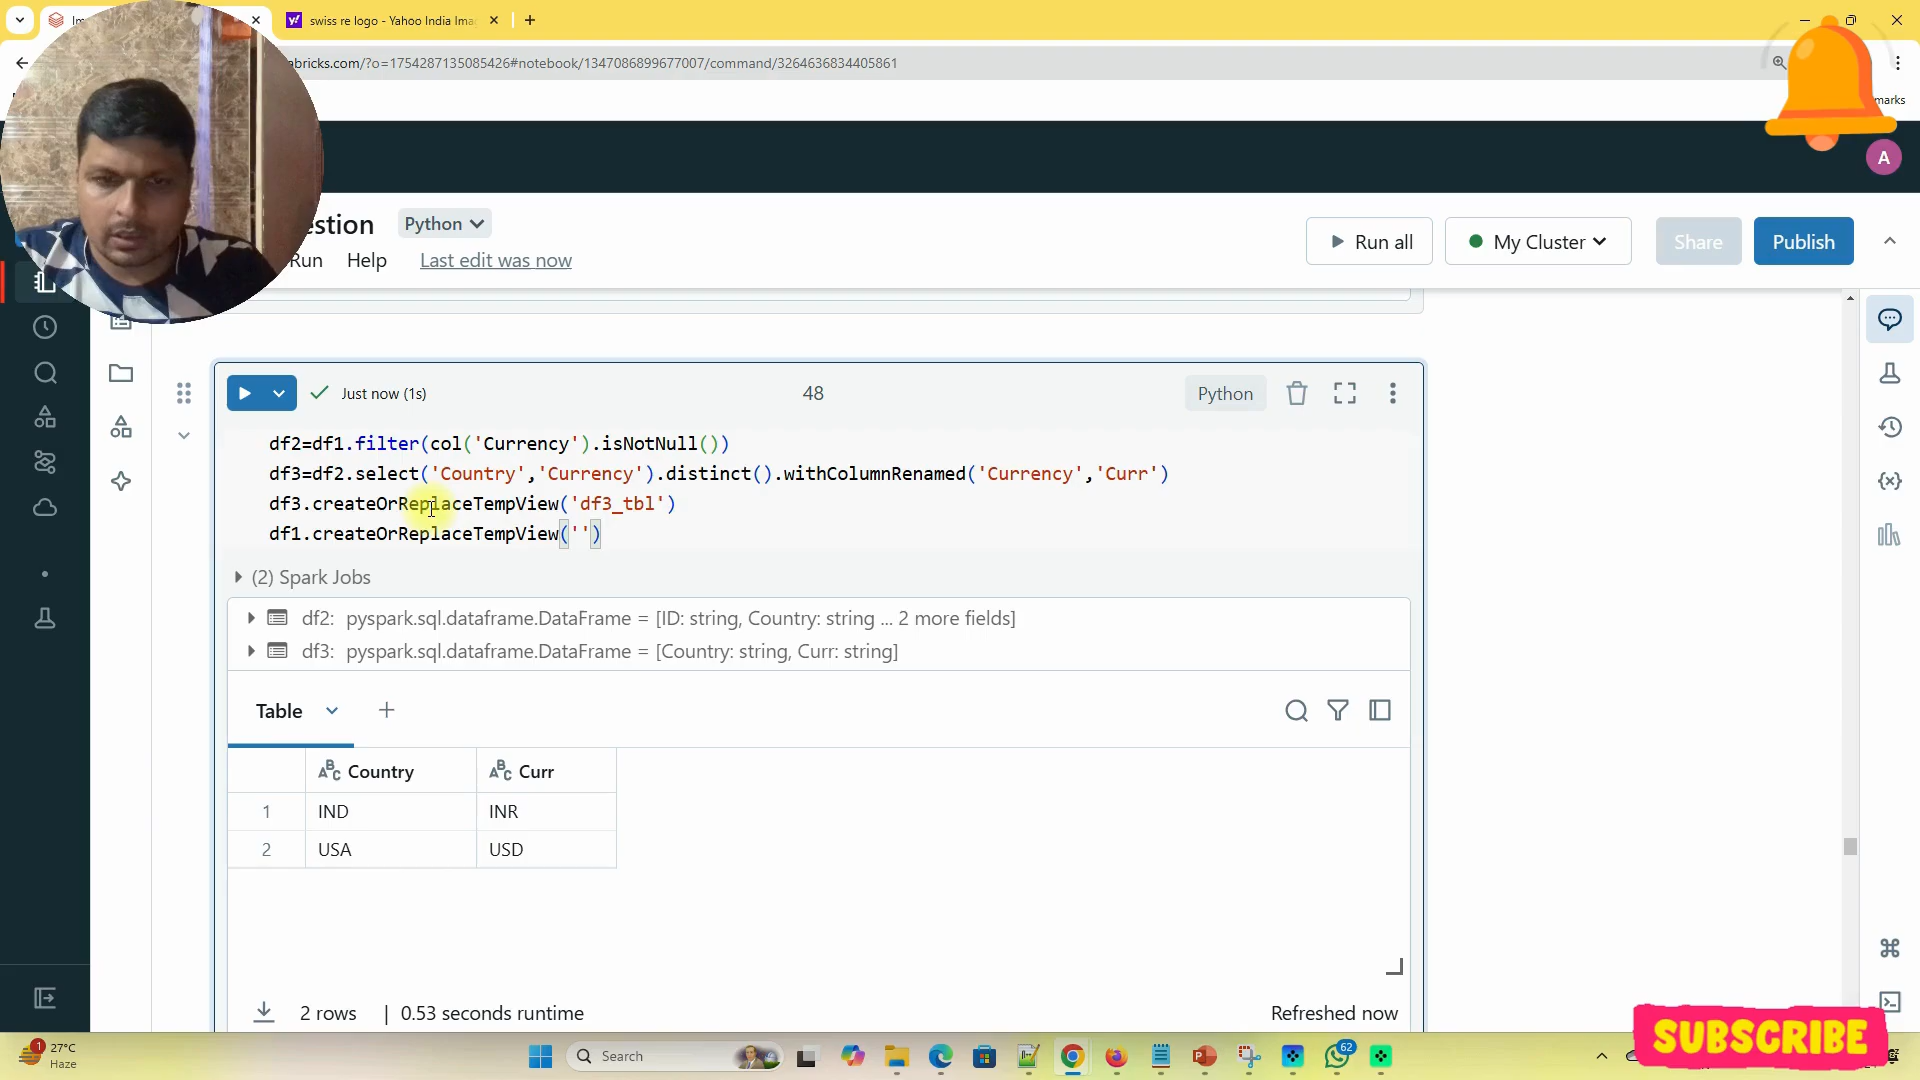 Im
swiss re logo - Yahoo India Ima
abricks.com/?o=1754287135085426#notebook/1347086899677007/command/3264636834405861
marks
A
estion
Python
Run all
My Cluster
Share
Publish
Run
Help
Last edit was now
Just now (1s)
48
Python
df2=df1.filter(col('Currency').isNotNull())
df3=df2.select('Country','Currency').distinct().withColumnRenamed('Currency','Curr')
df3.createOrReplaceTempView('df3_tbl')
df1.createOrReplaceTempView('')
(2) Spark Jobs
df2: pyspark.sql.dataframe.DataFrame = [ID: string, Country: string ... 2 more fields]
df3: pyspark.sql.dataframe.DataFrame = [Country: string, Curr: string]
Table
Country
Curr
1
IND
INR
2
USA
USD
2 rows | 0.53 seconds runtime
Refreshed now
SUBSCRIBE
1
27°C
Haze
Search
62